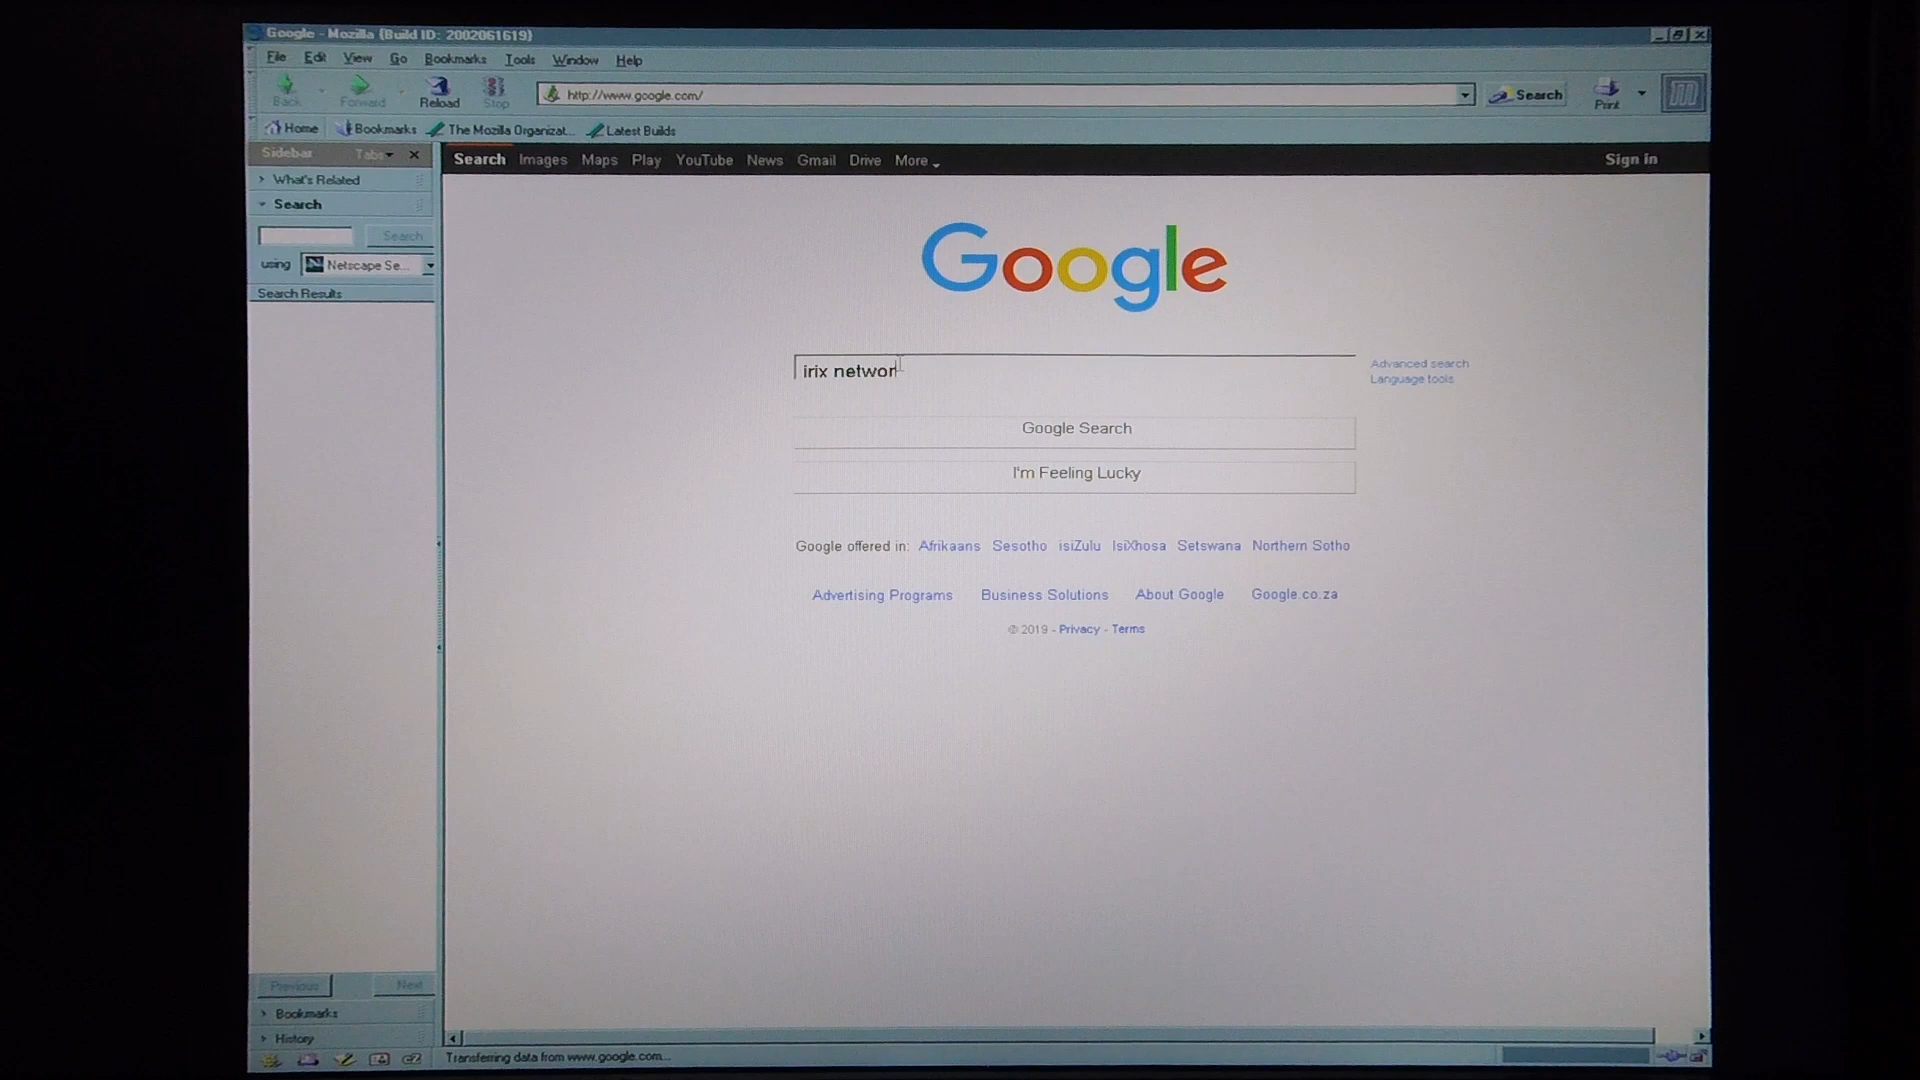 Google - Mozilla {Build ID: 2002061619}
File Edit View Go Bookmarks Tools Window Help
Back Forward Reload Stop http://www.google.com/ Search Print
Home Bookmarks The Mozilla Organizat... Latest Builds
Sidebar Tabs
What's Related
Search
Search
using Netscape Se...
Search Results
Previous Next
Bookmarks
History
Search Images Maps Play YouTube News Gmail Drive More Sign in
Google
irix networ
Advanced search
Language tools
Google Search
I'm Feeling Lucky
Google offered in: Afrikaans Sesotho isiZulu IsiXhosa Setswana Northern Sotho
Advertising Programs Business Solutions About Google Google.co.za
© 2019 - Privacy - Terms
Transferring data from www.google.com...